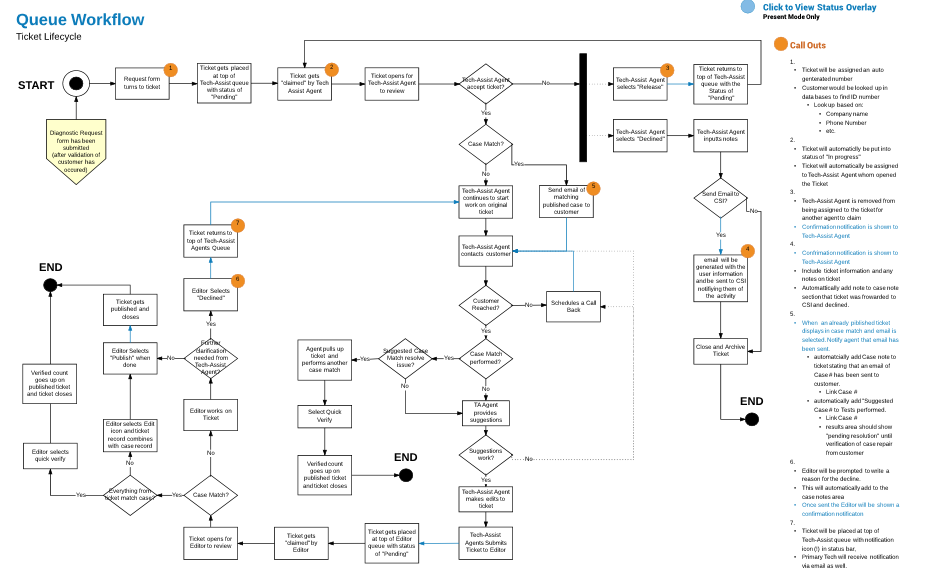 Queue Workflow
Ticket Lifecycle
Click to View Status Overlay
Present Mode Only
START
Diagnostic Request
form has been
submitted
(after validation of
customer has
occured)
Request form
turns to ticket
1
Ticket gets placed
at top of
Tech-Assist queue
with status of
"Pending"
Ticket gets
"claimed" by Tech
Assist Agent
2
Ticket opens for
Tech-Assist Agent
to review
Tech-Assist Agent
accept ticket?
No
Yes
Tech-Assist Agent
selects "Release"
3
Ticket returns to
top of Tech-Assist
queue with the
Status of
"Pending"
Tech-Assist Agent
selects "Declined"
Tech-Assist Agent
inputts notes
Send Email to
CSI?
No
Yes
email will be
generated with the
user information
and be sent to CSI
notifiying them of
the activity
4
Close and Archive
Ticket
END
Case Match?
Yes
No
Send email of
matching
published case to
customer
5
Tech-Assist Agent
continues to start
work on original
ticket
Tech-Assist Agent
contacts customer
Customer
Reached?
No
Yes
Schedules a Call
Back
Case Match
performed?
Yes
No
Suggested Case
Match resolve
issue?
Yes
No
Agent pulls up
ticket and
performs another
case match
Select Quick
Verify
Verified count
goes up on
published ticket
and ticket closes
END
TA Agent
provides
suggestions
Suggestions
work?
No
Yes
Tech-Assist Agent
makes edits to
ticket
Tech-Assist
Agents Submits
Ticket to Editor
Ticket gets placed
at top of Editor
queue with status
of "Pending"
Ticket gets
"claimed" by
Editor
Ticket opens for
Editor to review
Case Match?
Yes
No
Everything from
ticket match case?
Yes
No
Editor selects
quick verify
Verified count
goes up on
published ticket
and ticket closes
END
Editor selects Edit
icon and ticket
record combines
with case record
Editor works on
Ticket
Further
clarification
needed from
Tech-Assist
Agent?
No
Yes
Editor Selects
"Publish" when
done
Ticket gets
published and
closes
Editor Selects
"Declined"
6
Ticket returns to
top of Tech-Assist
Agents Queue
7
Call Outs
1.
• Ticket will be assigned an auto
genterated number
• Customer would be looked up in
data bases to find ID number
• Look up based on:
• Company name
• Phone Number
• etc.
2.
• Ticket will automaticlly be put into
status of "In progress"
• Ticket will automatically be assigned
to Tech-Assist Agent whom opened
the Ticket
3.
• Tech-Assist Agent is removed from
being assigned to the ticket for
another agent to claim
• Confirmation notification is shown to
Tech-Assist Agent
4.
• Confrimation notification is shown to
Tech-Assist Agent
• Include ticket information and any
notes on ticket
• Automatically add note to case note
section that ticket was frowarded to
CSI and declined.
5.
• When an already piblished ticket
displays in case match and email is
selected. Notify agent that email has
been sent.
• automatcially add Case note to
ticket stating that an email of
Case # has been sent to
customer.
• Link Case #
• automatically add "Suggested
Case # to Tests performed.
• Link Case #
• results area should show
"pending resolution" until
verification of case repair
from customer
6.
• Editor will be prompted to write a
reason for the decline.
• This will automatically add to the
case notes area
• Once sent the Editor will be shown a
confirmation notificaton
7.
• Ticket will be placed at top of
Tech-Assist queue with notification
icon (!) in status bar,
• Primary Tech will receive notification
via email as well.